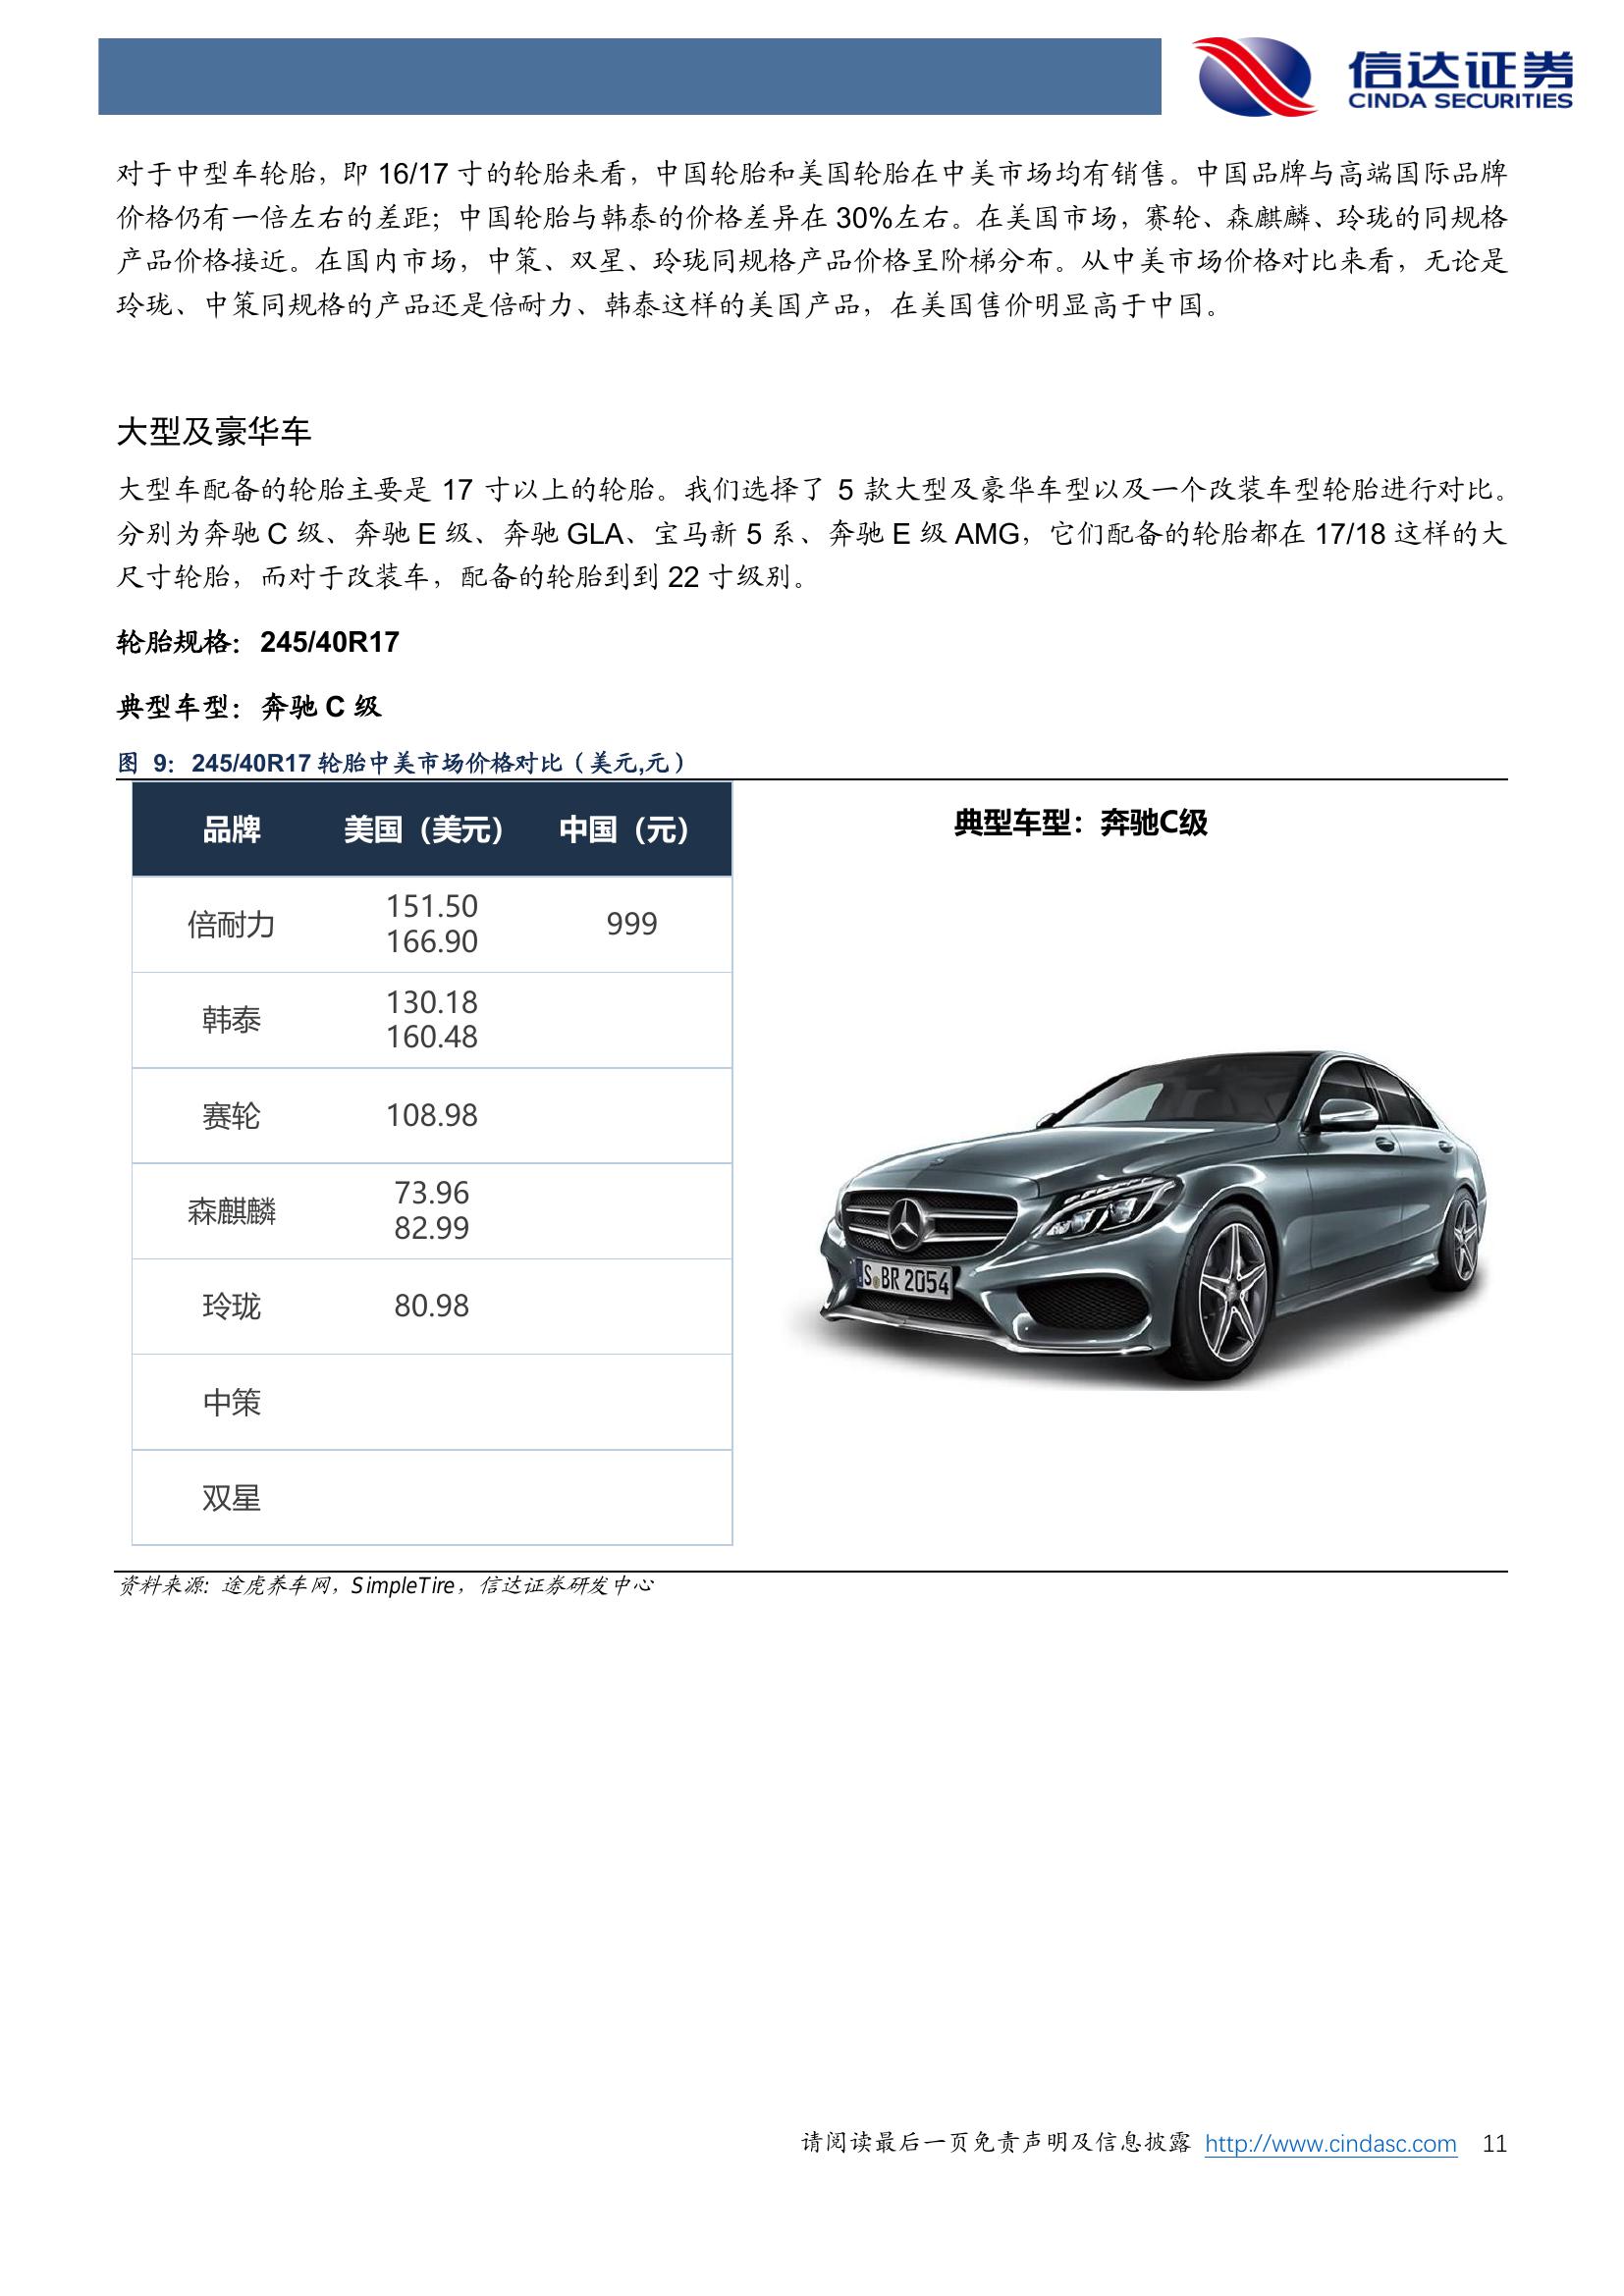 信达证券
CINDA SECURITIES
对于中型车轮胎，即 16/17 寸的轮胎来看，中国轮胎和美国轮胎在中美市场均有销售。中国品牌与高端国际品牌
价格仍有一倍左右的差距；中国轮胎与韩泰的价格差异在 30%左右。在美国市场，赛轮、森麒麟、玲珑的同规格
产品价格接近。在国内市场，中策、双星、玲珑同规格产品价格呈阶梯分布。从中美市场价格对比来看，无论是
玲珑、中策同规格的产品还是倍耐力、韩泰这样的美国产品，在美国售价明显高于中国。
大型及豪华车
大型车配备的轮胎主要是 17 寸以上的轮胎。我们选择了 5 款大型及豪华车型以及一个改装车型轮胎进行对比。
分别为奔驰 C 级、奔驰 E 级、奔驰 GLA、宝马新 5 系、奔驰 E 级 AMG，它们配备的轮胎都在 17/18 这样的大
尺寸轮胎，而对于改装车，配备的轮胎到到 22 寸级别。
轮胎规格：245/40R17
典型车型：奔驰 C 级
图 9：245/40R17 轮胎中美市场价格对比（美元,元）
品牌 美国（美元） 中国（元）
倍耐力 151.50 999
166.90
韩泰 130.18
160.48
赛轮 108.98
森麒麟 73.96
82.99
玲珑 80.98
中策
双星
典型车型：奔驰C级
S BR 2054
资料来源: 途虎养车网，SimpleTire，信达证券研发中心
请阅读最后一页免责声明及信息披露 http://www.cindasc.com 11